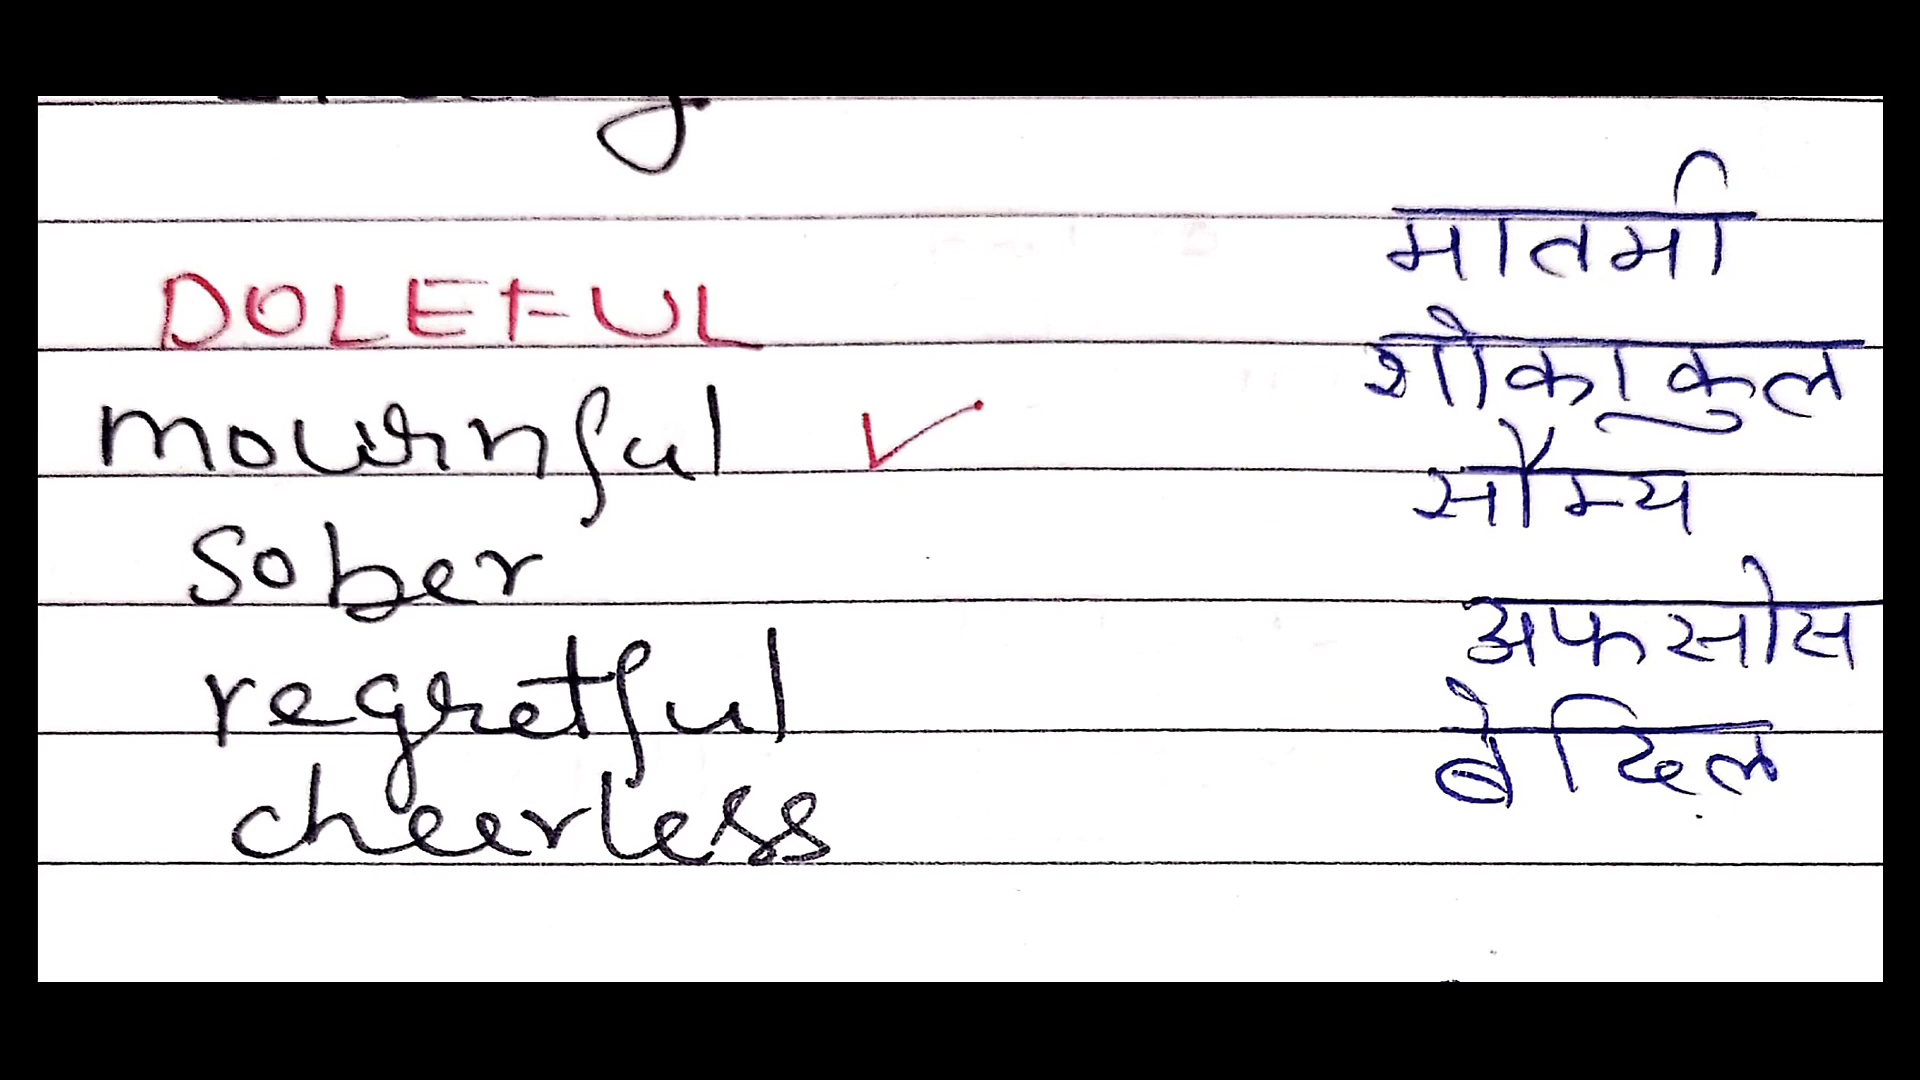 DOLEFUL मातमी
mournful ✓ शोकाकुल
sober सौम्य
regretful अफसोस
cheerless बेदिल